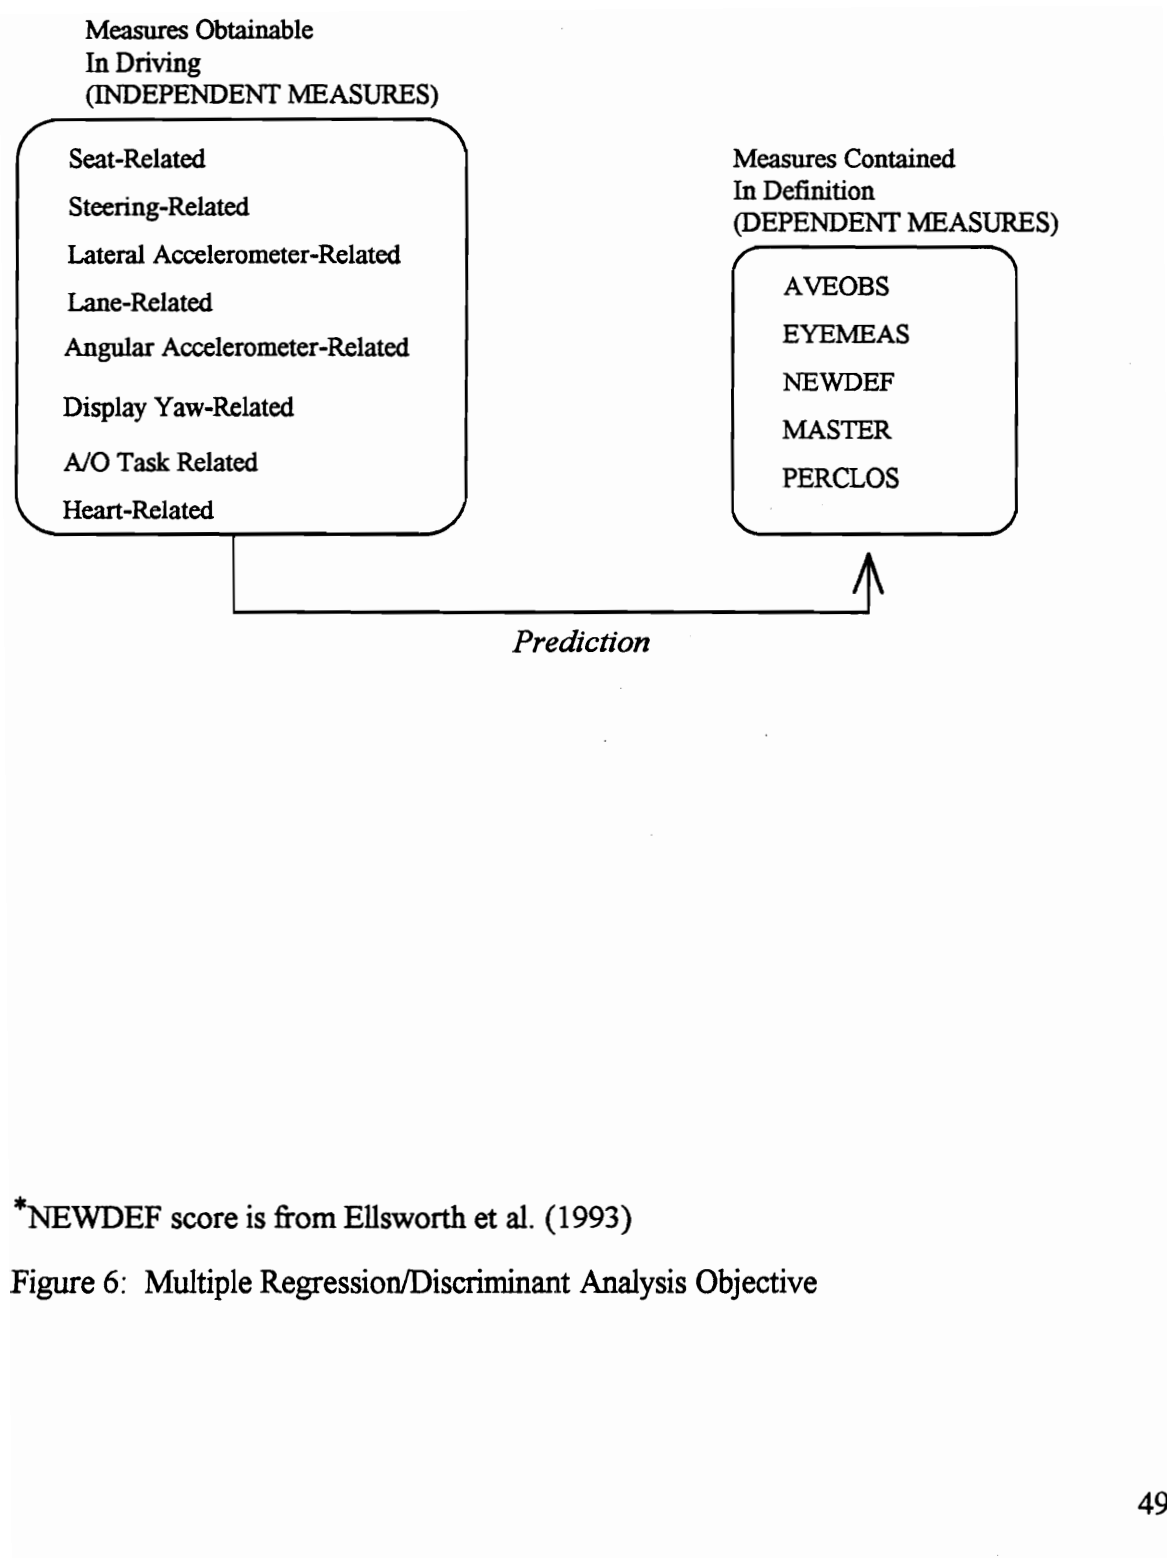 Measures Obtainable
In Driving
(INDEPENDENT MEASURES)
Seat-Related
Steering-Related
Lateral Accelerometer-Related
Lane-Related
Angular Accelerometer-Related
Display Yaw-Related
A/O Task Related
Heart-Related
Measures Contained
In Definition
(DEPENDENT MEASURES)
AVEOBS
EYEMEAS
NEWDEF
MASTER
PERCLOS
Prediction
*NEWDEF score is from Ellsworth et al. (1993)
Figure 6: Multiple Regression/Discriminant Analysis Objective
49